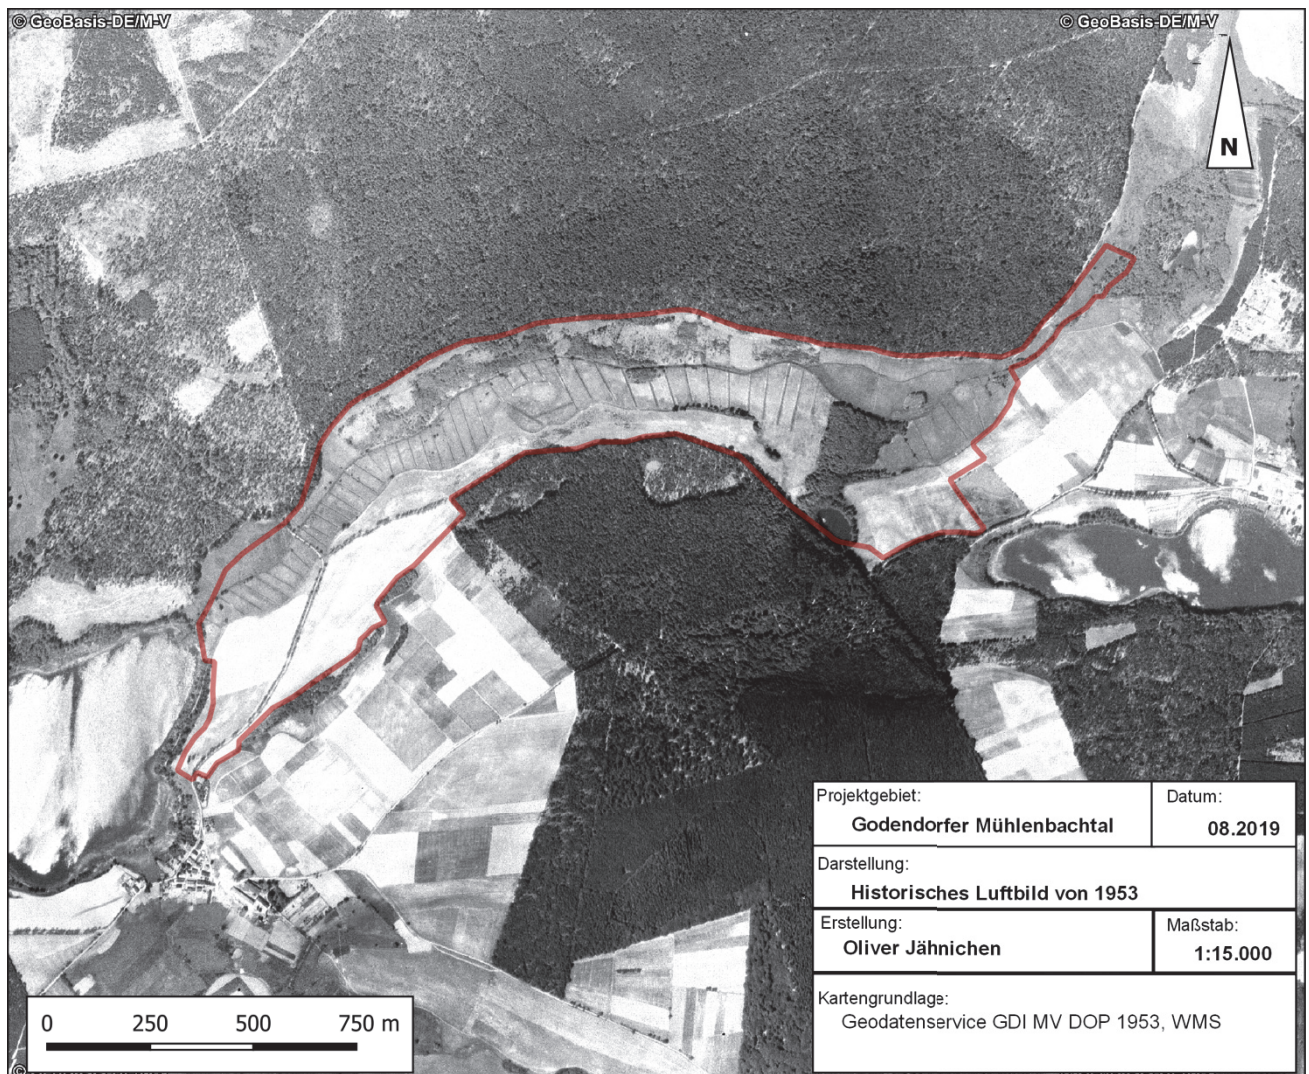 © GeoBasis-DE/M-V
© GeoBasis-DE/M-V
N
Projektgebiet:
Godendorfer Mühlenbachtal
Datum:
08.2019
Darstellung:
Historisches Luftbild von 1953
Erstellung:
Oliver Jähnichen
Maßstab:
1:15.000
Kartengrundlage:
Geodatenservice GDI MV DOP 1953, WMS
0 250 500 750 m
©